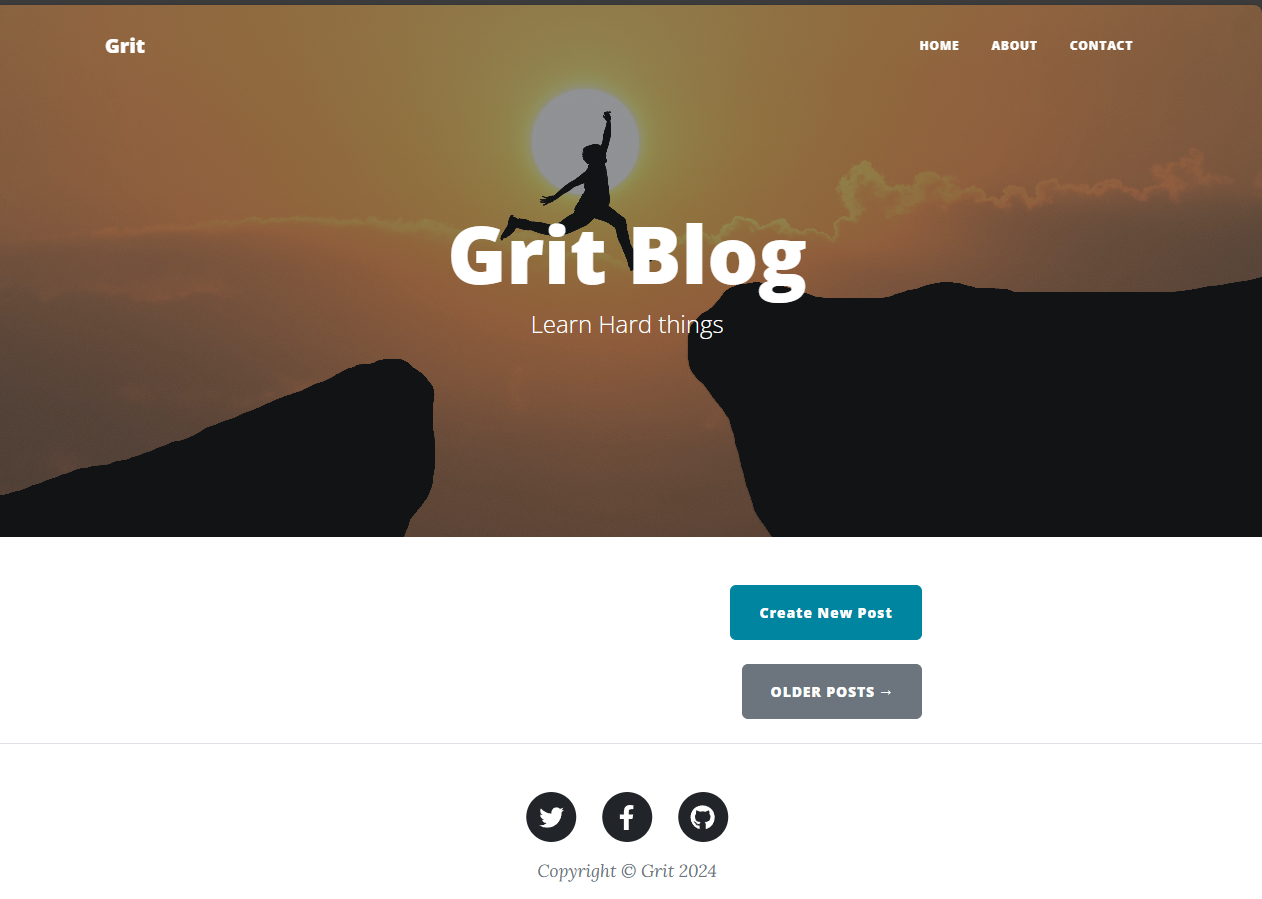 Grit
HOME ABOUT CONTACT
Grit Blog
Learn Hard things
Create New Post
OLDER POSTS →
Copyright © Grit 2024